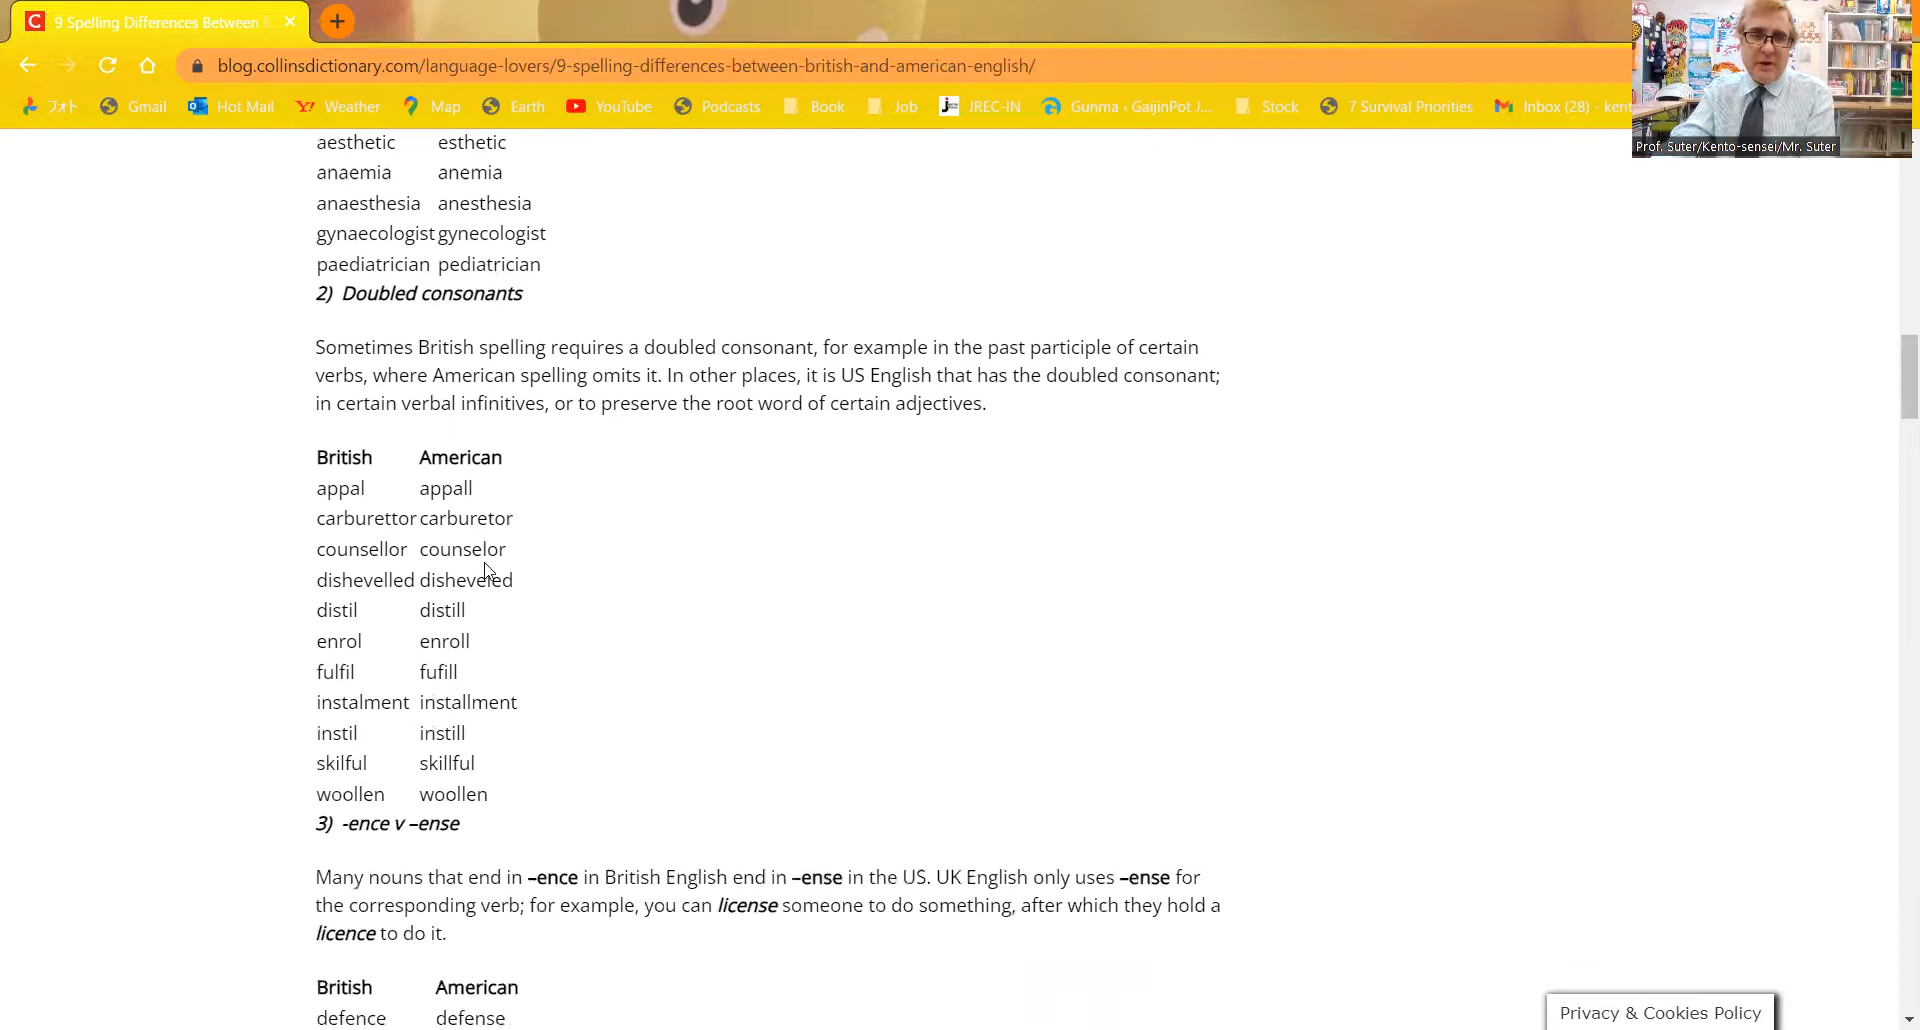 9 Spelling Differences Between
blog.collinsdictionary.com/language-lovers/9-spelling-differences-between-british-and-american-english/
フォト Gmail Hot Mail Weather Map Earth YouTube Podcasts Book Job JREC-IN Gunma ‹ GaijinPot J... Stock 7 Survival Priorities Inbox (28) - kent
Prof. Suter/Kento-sensei/Mr. Suter
aesthetic esthetic
anaemia anemia
anaesthesia anesthesia
gynaecologist gynecologist
paediatrician pediatrician
2) Doubled consonants
Sometimes British spelling requires a doubled consonant, for example in the past participle of certain
verbs, where American spelling omits it. In other places, it is US English that has the doubled consonant;
in certain verbal infinitives, or to preserve the root word of certain adjectives.
British American
appal appall
carburettor carburetor
counsellor counselor
dishevelled disheveled
distil distill
enrol enroll
fulfil fufill
instalment installment
instil instill
skilful skillful
woollen woollen
3) -ence v –ense
Many nouns that end in –ence in British English end in –ense in the US. UK English only uses –ense for
the corresponding verb; for example, you can license someone to do something, after which they hold a
licence to do it.
British American
defence defense
Privacy & Cookies Policy